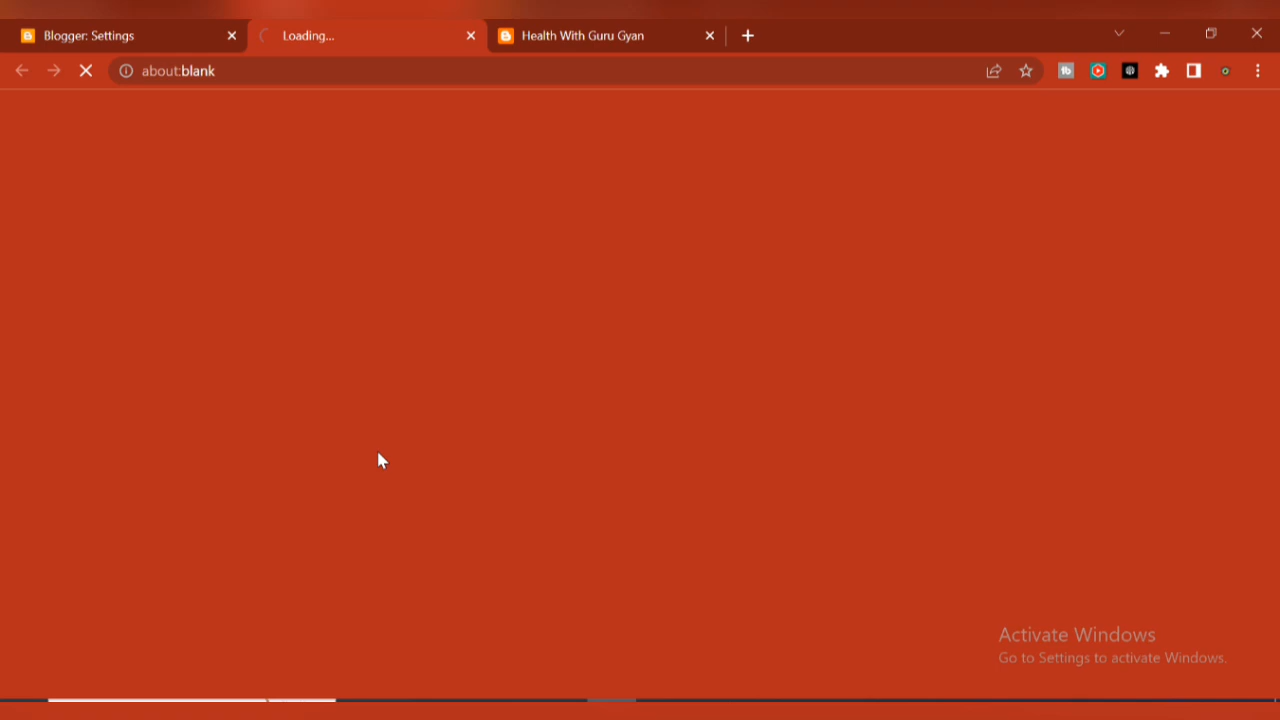 Blogger: Settings
Loading...
Health With Guru Gyan
about:blank
Activate Windows
Go to Settings to activate Windows.